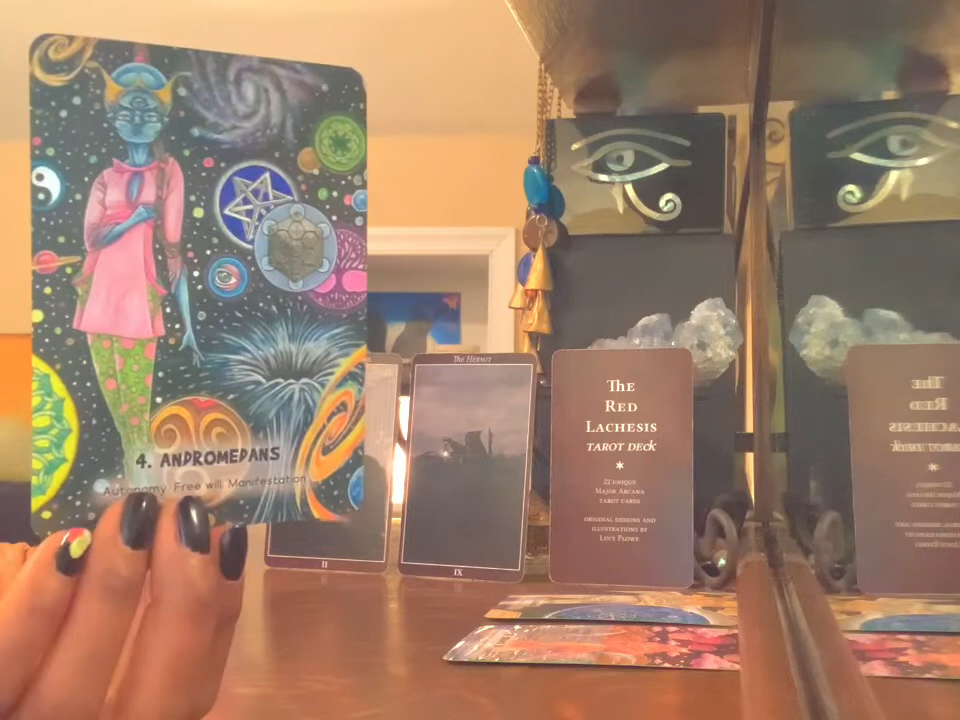 4. ANDROMEDANS
Autonomy Free will Manifestation
II
The Hermit
IX
The
Red
Lachesis
TAROT DECK
22 UNIQUE
MAJOR ARCANA
TAROT CARDS
ORIGINAL DESIGNS AND
ILLUSTRATIONS BY
LUCY PLOWE